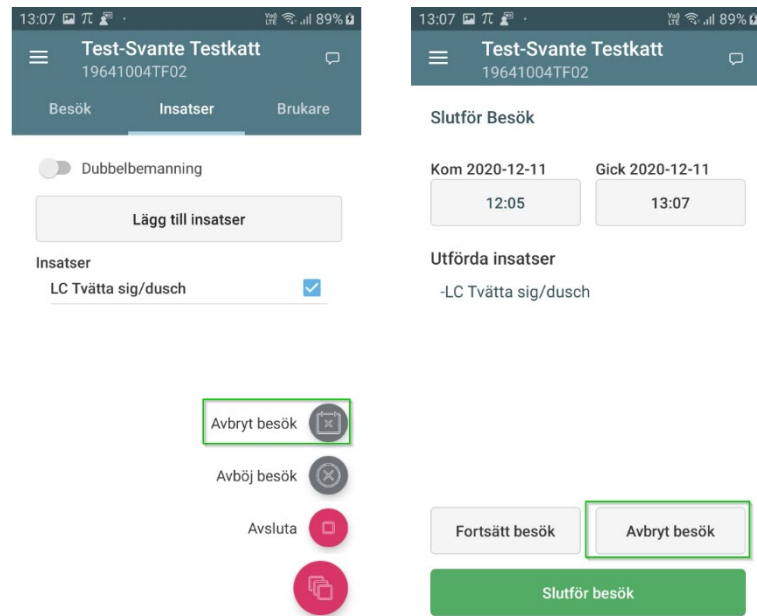 13:07 89%
Test-Svante Testkatt
19641004TF02
Besök Insatser Brukare
Dubbelbemanning
Lägg till insatser
Insatser
LC Tvätta sig/dusch
Avbryt besök
Avböj besök
Avsluta
13:07 89%
Test-Svante Testkatt
19641004TF02
Slutför Besök
Kom 2020-12-11 Gick 2020-12-11
12:05 13:07
Utförda insatser
-LC Tvätta sig/dusch
Fortsätt besök Avbryt besök
Slutför besök